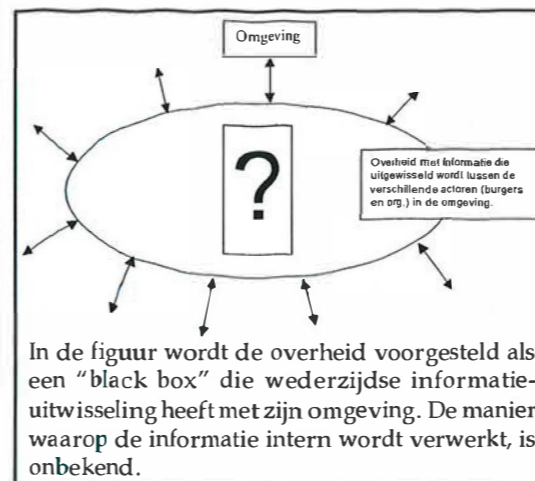 Omgeving
?
Overheid met informatie die
uitgewisseld wordt tussen de
verschillende actoren (burgers
en org.) in de omgeving.
In de figuur wordt de overheid voorgesteld als
een "black box" die wederzijdse informatie-
uitwisseling heeft met zijn omgeving. De manier
waarop de informatie intern wordt verwerkt, is
onbekend.